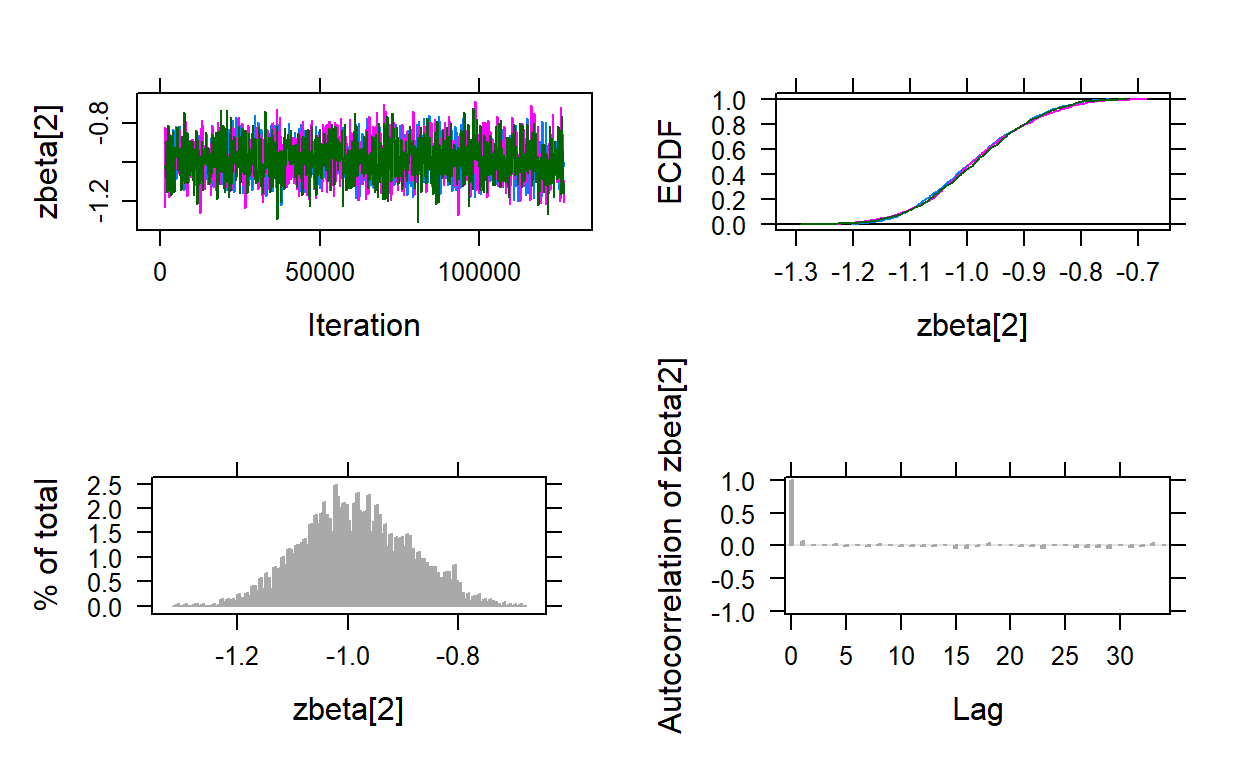 zbeta[2]
-0.8
-1.2
0 50000 100000
Iteration
ECDF
1.0
0.8
0.6
0.4
0.2
0.0
-1.3 -1.2 -1.1 -1.0 -0.9 -0.8 -0.7
zbeta[2]
% of total
2.5
2.0
1.5
1.0
0.5
0.0
-1.2 -1.0 -0.8
zbeta[2]
Autocorrelation of zbeta[2]
1.0
0.5
0.0
-0.5
-1.0
0 5 10 15 20 25 30
Lag